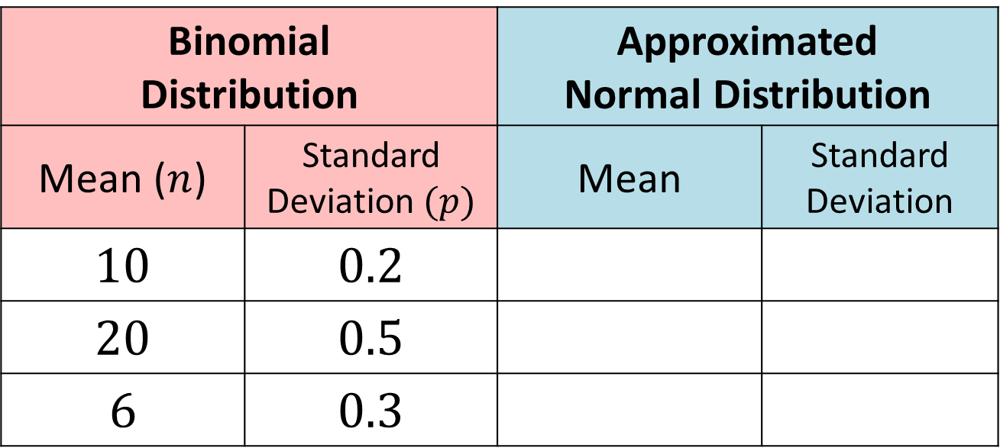 Binomial
Distribution
Approximated
Normal Distribution
Mean (n)
Standard
Deviation (p)
Mean
Standard
Deviation
10
0.2
20
0.5
6
0.3